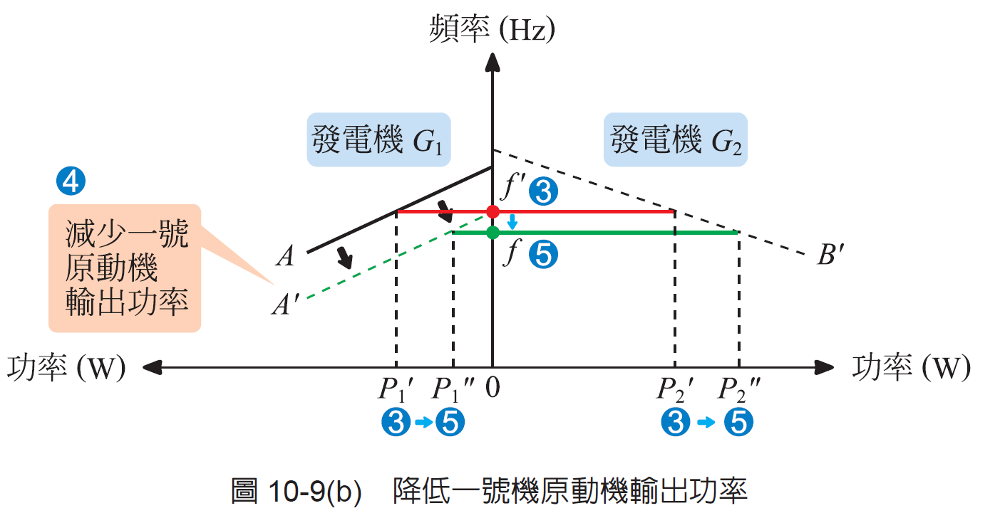 頻率 (Hz)
發電機 G₁
發電機 G₂
4
減少一號
原動機
輸出功率
f′ 3
f 5
A
A′
B′
功率 (W)
功率 (W)
P₁′ P₁″ 0 P₂′ P₂″
3 5 3 5
圖 10-9(b) 降低一號機原動機輸出功率